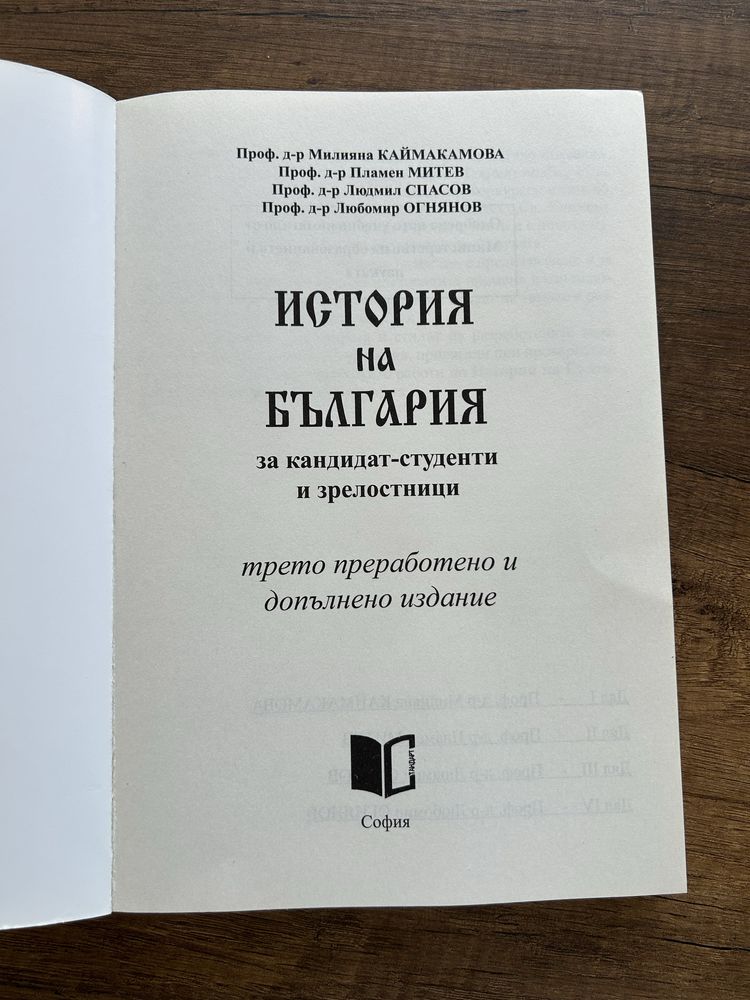 Проф. д-р Милияна КАЙМАКАМОВА
Проф. д-р Пламен МИТЕВ
Проф. д-р Людмил СПАСОВ
Проф. д-р Любомир ОГНЯНОВ
ИСТОРИЯ
НА
БЪЛГАРИЯ
за кандидат-студенти
и зрелостници
трето преработено и
допълнено издание
СТАНДАРТ
София